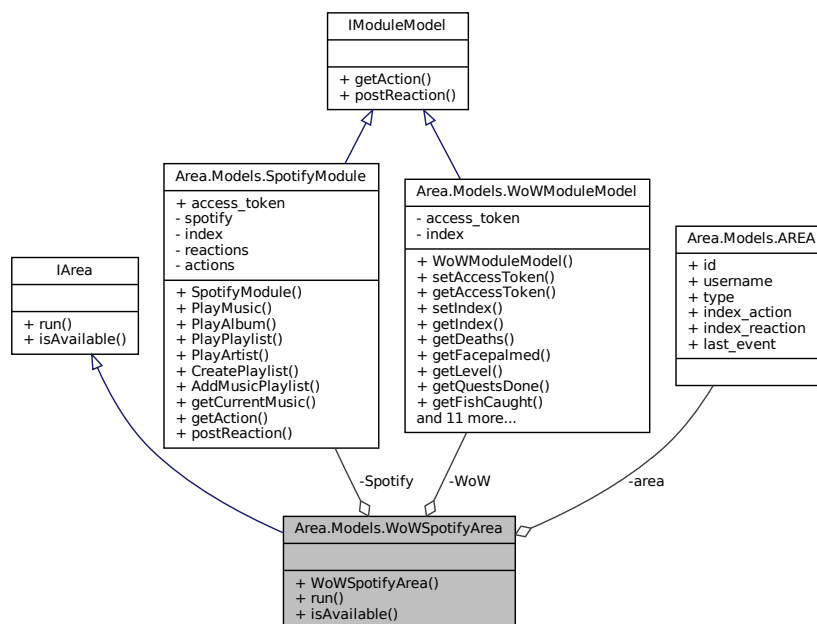 IModuleModel
+ getAction()
+ postReaction()
Area.Models.SpotifyModule
+ access_token
- spotify
- index
- reactions
- actions
+ SpotifyModule()
+ PlayMusic()
+ PlayAlbum()
+ PlayPlaylist()
+ PlayArtist()
+ CreatePlaylist()
+ AddMusicPlaylist()
+ getCurrentMusic()
+ getAction()
+ postReaction()
Area.Models.WoWModuleModel
- access_token
- index
+ WoWModuleModel()
+ setAccessToken()
+ getAccessToken()
+ setIndex()
+ getIndex()
+ getDeaths()
+ getFacepalmed()
+ getLevel()
+ getQuestsDone()
+ getFishCaught()
and 11 more...
Area.Models.AREA
+ id
+ username
+ type
+ index_action
+ index_reaction
+ last_event
IArea
+ run()
+ isAvailable()
-Spotify
-WoW
-area
Area.Models.WoWSpotifyArea
+ WoWSpotifyArea()
+ run()
+ isAvailable()